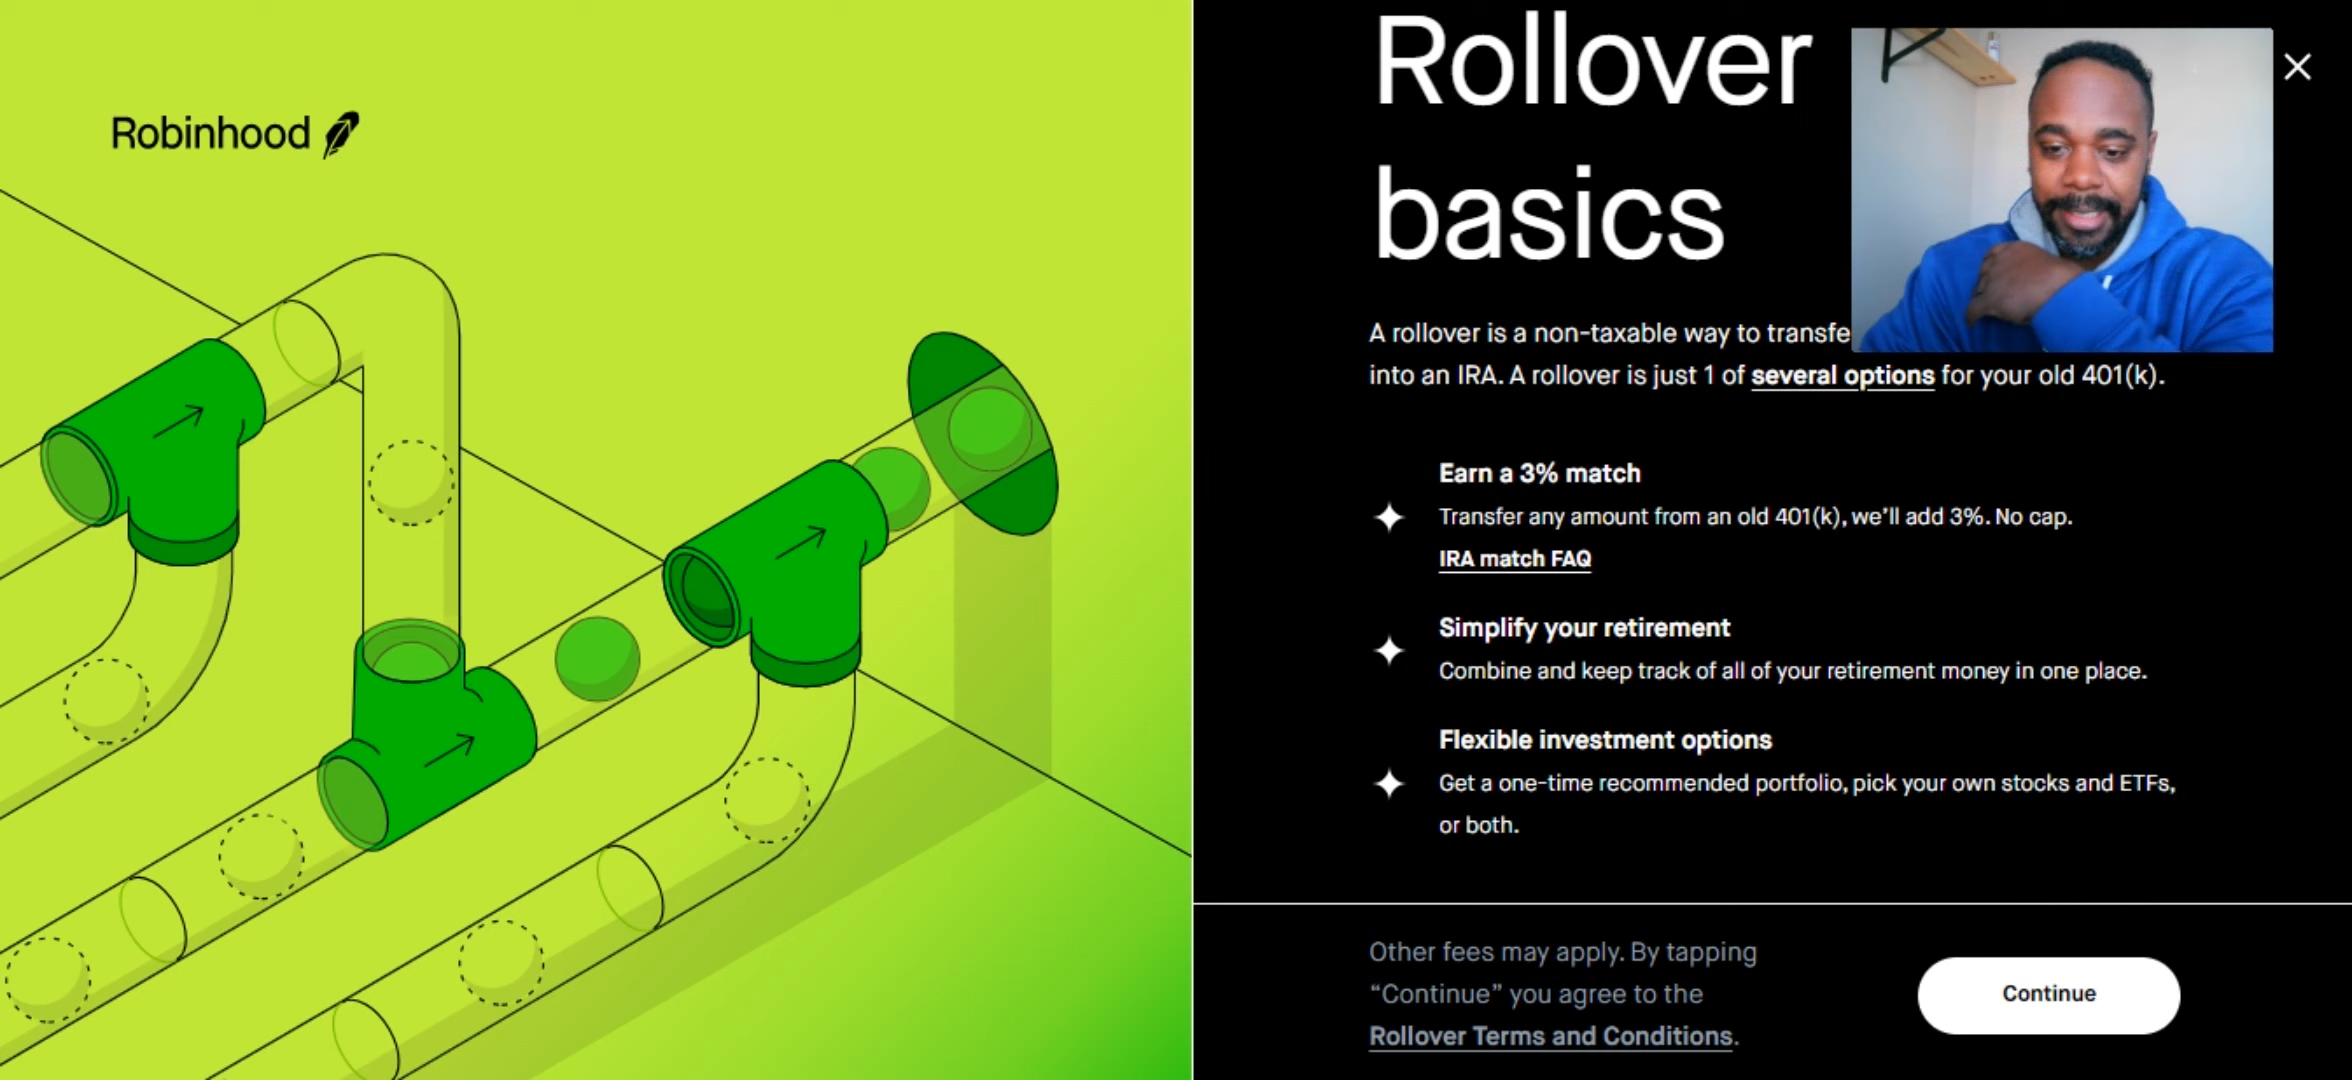 Robinhood
Rollover
basics
A rollover is a non-taxable way to
into an IRA. A rollover is just 1 of several options for your old 401(k).
Earn a 3% match
Transfer any amount from an old 401(k), we'll add 3%. No cap.
IRA match FAQ
Simplify your retirement
Combine and keep track of all of your retirement money in one place.
Flexible investment options
Get a one-time recommended portfolio, pick your own stocks and ETFs,
or both.
Other fees may apply. By tapping
“Continue” you agree to the
Rollover Terms and Conditions.
Continue